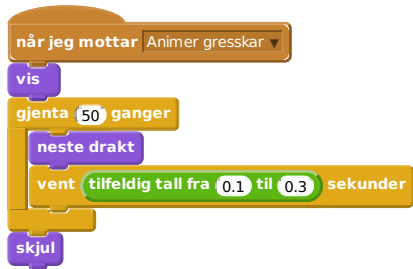 når jeg mottar Animer gresskar
vis
gjenta 50 ganger
neste drakt
vent tilfeldig tall fra 0.1 til 0.3 sekunder
skjul